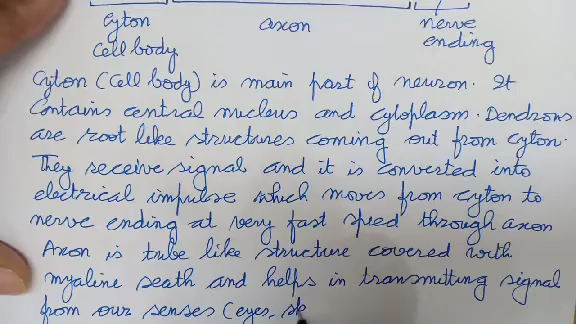 Cyton axon nerve
Cell body ending
Cyton (Cell body) is main part of neuron. It
Contains central nucleus and cytoplasm. Dendrons
are root like structures coming out from Cyton.
They receive signal and it is converted into
electrical impulse which moves from cyton to
nerve ending at very fast speed through axon
Axon is tube like structure covered with
myaline seath and helps in transmitting signal
from our senses (eyes, sk